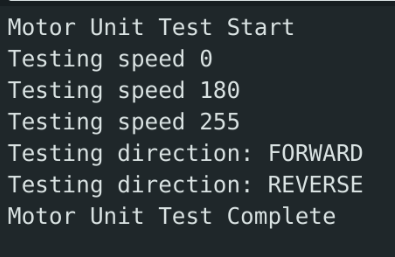 Motor Unit Test Start
Testing speed 0
Testing speed 180
Testing speed 255
Testing direction: FORWARD
Testing direction: REVERSE
Motor Unit Test Complete